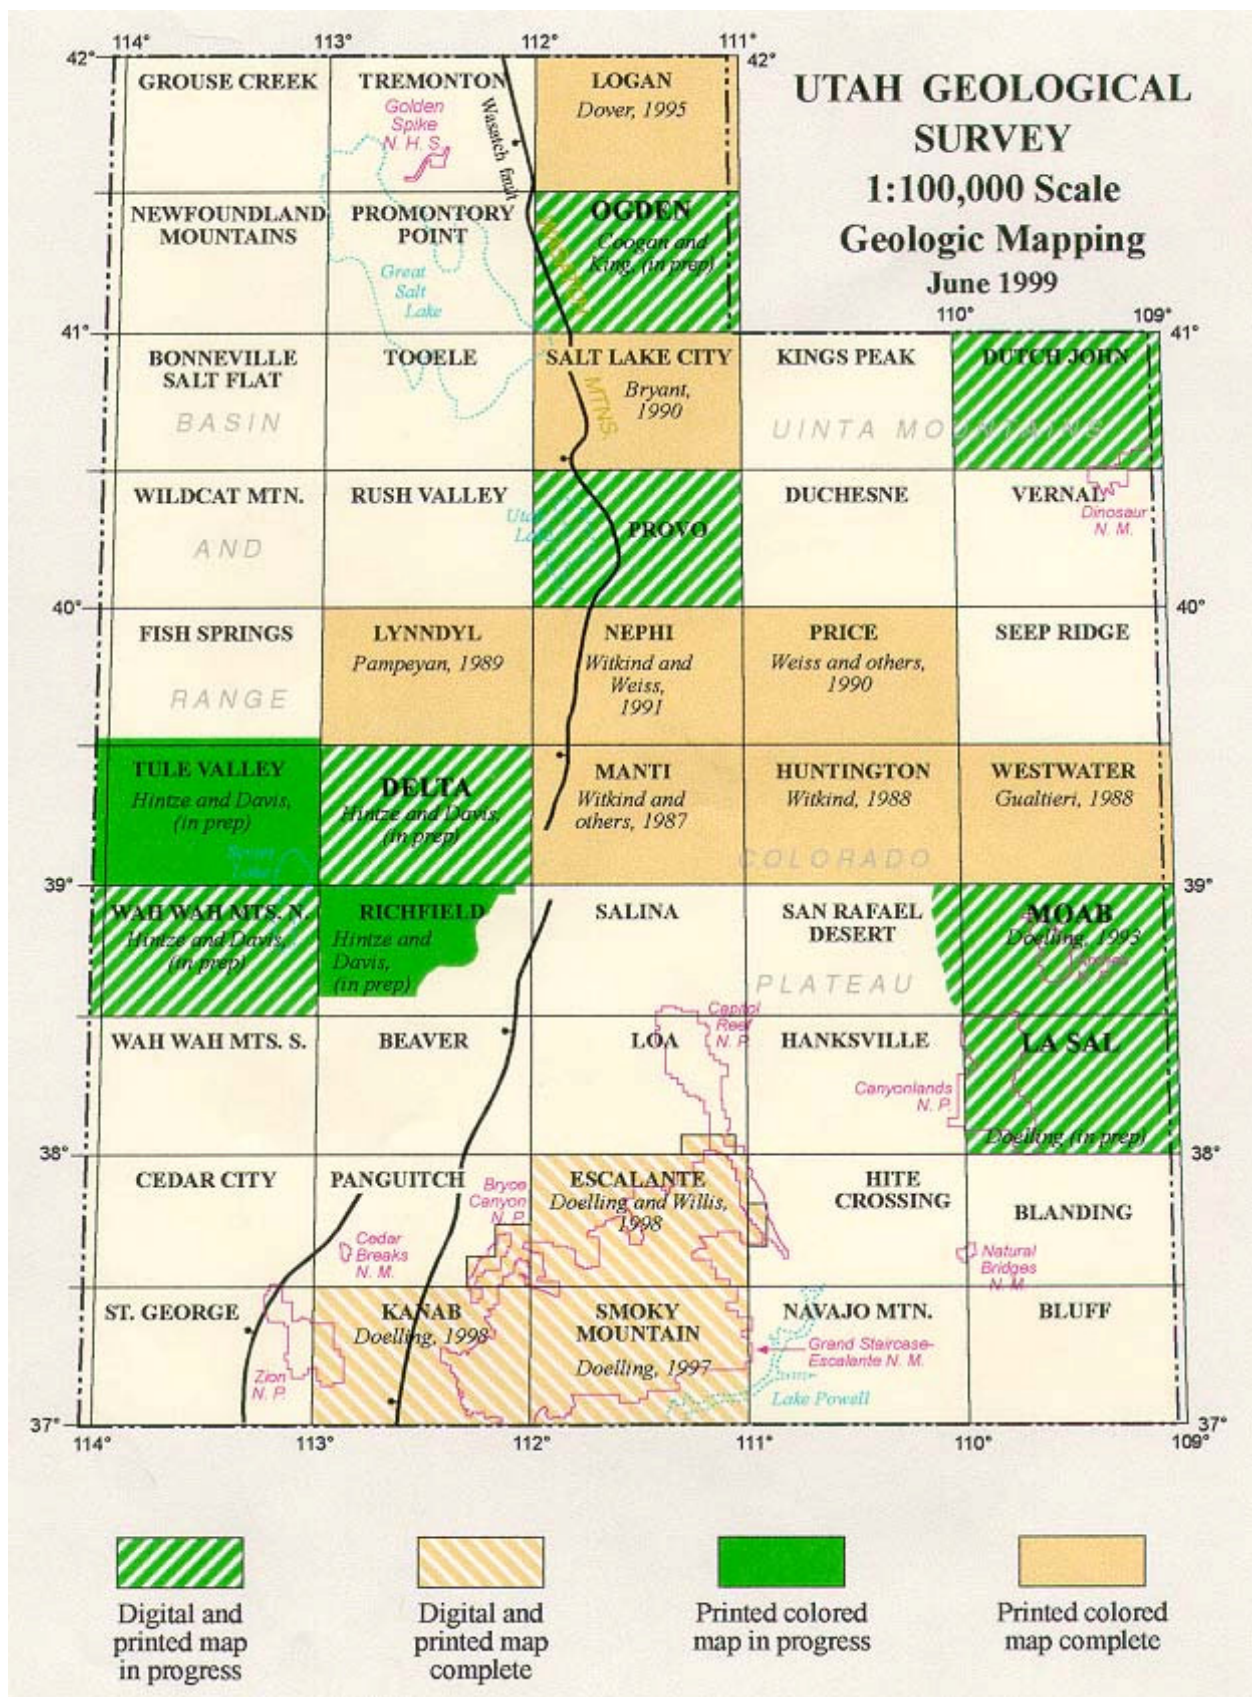 114°
113°
112°
111°
42°
42°
UTAH GEOLOGICAL
SURVEY
1:100,000 Scale
Geologic Mapping
June 1999
GROUSE CREEK
TREMONTON
Golden
Spike
N. H. S.
Wasatch fault
LOGAN
Dover, 1995
NEWFOUNDLAND
MOUNTAINS
PROMONTORY
POINT
Great
Salt
Lake
WASATCH
OGDEN
Coogan and
King, (in prep)
41°
110°
109°
41°
BONNEVILLE
SALT FLAT
BASIN
TOOELE
SALT LAKE CITY
Bryant,
1990
MTNS.
KINGS PEAK
DUTCH JOHN
UINTA MOUNTAINS
WILDCAT MTN.
AND
RUSH VALLEY
Utah
Lake
PROVO
DUCHESNE
VERNAL
Dinosaur
N. M.
40°
40°
FISH SPRINGS
RANGE
LYNNDYL
Pampeyan, 1989
NEPHI
Witkind and
Weiss,
1991
PRICE
Weiss and others,
1990
SEEP RIDGE
TULE VALLEY
Hintze and Davis,
(in prep)
Sevier
Lake
DELTA
Hintze and Davis,
(in prep)
MANTI
Witkind and
others, 1987
HUNTINGTON
Witkind, 1988
WESTWATER
Gualtieri, 1988
COLORADO
39°
39°
WAH WAH MTS. N.
Hintze and Davis,
(in prep)
RICHFIELD
Hintze and
Davis,
(in prep)
SALINA
SAN RAFAEL
DESERT
PLATEAU
MOAB
Doelling, 1993
Arches
N. P.
WAH WAH MTS. S.
BEAVER
LOA
Capitol
Reef
N. P.
HANKSVILLE
Canyonlands
N. P.
LA SAL
Doelling (in prep)
38°
38°
CEDAR CITY
PANGUITCH
Cedar
Breaks
N. M.
Bryce
Canyon
N. P.
ESCALANTE
Doelling and Willis,
1998
HITE
CROSSING
BLANDING
Natural
Bridges
N. M.
ST. GEORGE
Zion
N. P.
KANAB
Doelling, 1998
SMOKY
MOUNTAIN
Doelling, 1997
NAVAJO MTN.
Grand Staircase-
Escalante N. M.
Lake Powell
BLUFF
37°
37°
114°
113°
112°
111°
110°
109°
Digital and
printed map
in progress
Digital and
printed map
complete
Printed colored
map in progress
Printed colored
map complete